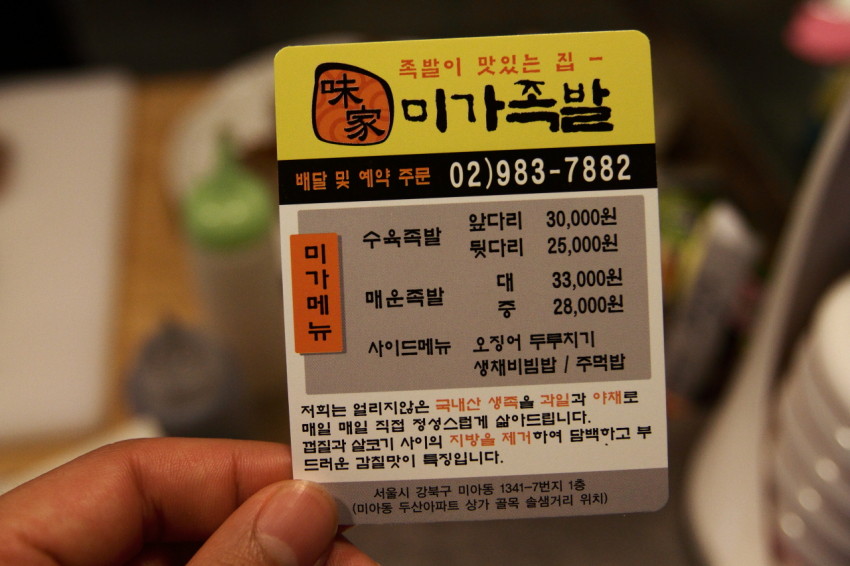 족발이 맛있는 집 -
味家
미가족발
배달 및 예약 주문 02)983-7882
미가메뉴
수육족발 앞다리 30,000원
뒷다리 25,000원
매운족발 대 33,000원
중 28,000원
사이드메뉴 오징어 두루치기
생채비빔밥 / 주먹밥
저희는 얼리지않은 국내산 생족을 과일과 야채로
매일 매일 직접 정성스럽게 삶아드립니다.
껍질과 살코기 사이의 지방을 제거하여 담백하고 부
드러운 감칠맛이 특징입니다.
서울시 강북구 미아동 1341-7번지 1층
(미아동 두산아파트 상가 골목 솔샘거리 위치)